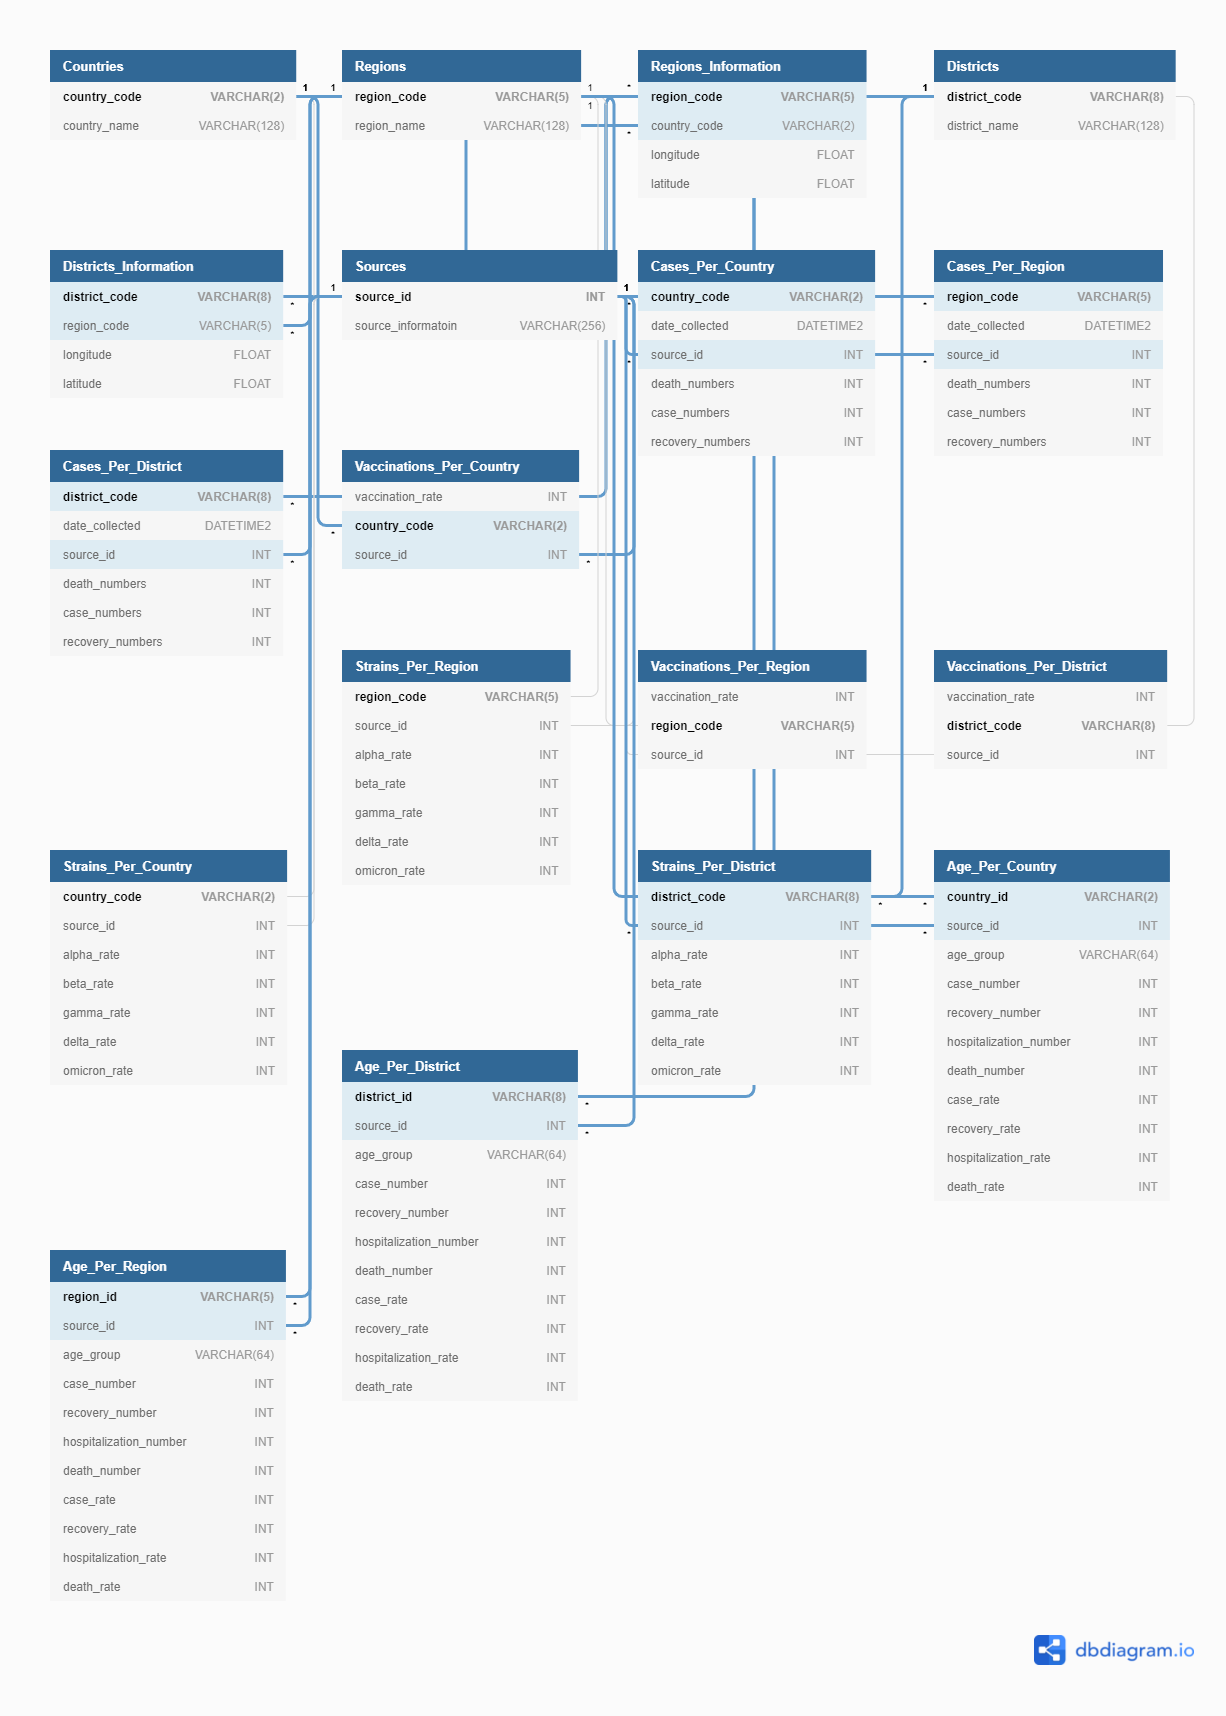 Countries
country_code VARCHAR(2)
country_name VARCHAR(128)
Regions
region_code VARCHAR(5)
region_name VARCHAR(128)
Regions_Information
region_code VARCHAR(5)
country_code VARCHAR(2)
longitude FLOAT
latitude FLOAT
Districts
district_code VARCHAR(8)
district_name VARCHAR(128)
1
1
1
1
*
*
1
Districts_Information
district_code VARCHAR(8)
region_code VARCHAR(5)
longitude FLOAT
latitude FLOAT
*
*
1
Sources
source_id INT
source_informatoin VARCHAR(256)
1
*
*
Cases_Per_Country
country_code VARCHAR(2)
date_collected DATETIME2
source_id INT
death_numbers INT
case_numbers INT
recovery_numbers INT
*
*
Cases_Per_Region
region_code VARCHAR(5)
date_collected DATETIME2
source_id INT
death_numbers INT
case_numbers INT
recovery_numbers INT
Cases_Per_District
district_code VARCHAR(8)
date_collected DATETIME2
source_id INT
death_numbers INT
case_numbers INT
recovery_numbers INT
*
*
*
Vaccinations_Per_Country
vaccination_rate INT
country_code VARCHAR(2)
source_id INT
*
Strains_Per_Region
region_code VARCHAR(5)
source_id INT
alpha_rate INT
beta_rate INT
gamma_rate INT
delta_rate INT
omicron_rate INT
Vaccinations_Per_Region
vaccination_rate INT
region_code VARCHAR(5)
source_id INT
Vaccinations_Per_District
vaccination_rate INT
district_code VARCHAR(8)
source_id INT
Strains_Per_Country
country_code VARCHAR(2)
source_id INT
alpha_rate INT
beta_rate INT
gamma_rate INT
delta_rate INT
omicron_rate INT
Strains_Per_District
district_code VARCHAR(8)
source_id INT
alpha_rate INT
beta_rate INT
gamma_rate INT
delta_rate INT
omicron_rate INT
*
*
*
*
Age_Per_Country
country_id VARCHAR(2)
source_id INT
age_group VARCHAR(64)
case_number INT
recovery_number INT
hospitalization_number INT
death_number INT
case_rate INT
recovery_rate INT
hospitalization_rate INT
death_rate INT
Age_Per_District
district_id VARCHAR(8)
source_id INT
age_group VARCHAR(64)
case_number INT
recovery_number INT
hospitalization_number INT
death_number INT
case_rate INT
recovery_rate INT
hospitalization_rate INT
death_rate INT
*
*
Age_Per_Region
region_id VARCHAR(5)
source_id INT
age_group VARCHAR(64)
case_number INT
recovery_number INT
hospitalization_number INT
death_number INT
case_rate INT
recovery_rate INT
hospitalization_rate INT
death_rate INT
*
*
dbdiagram.io